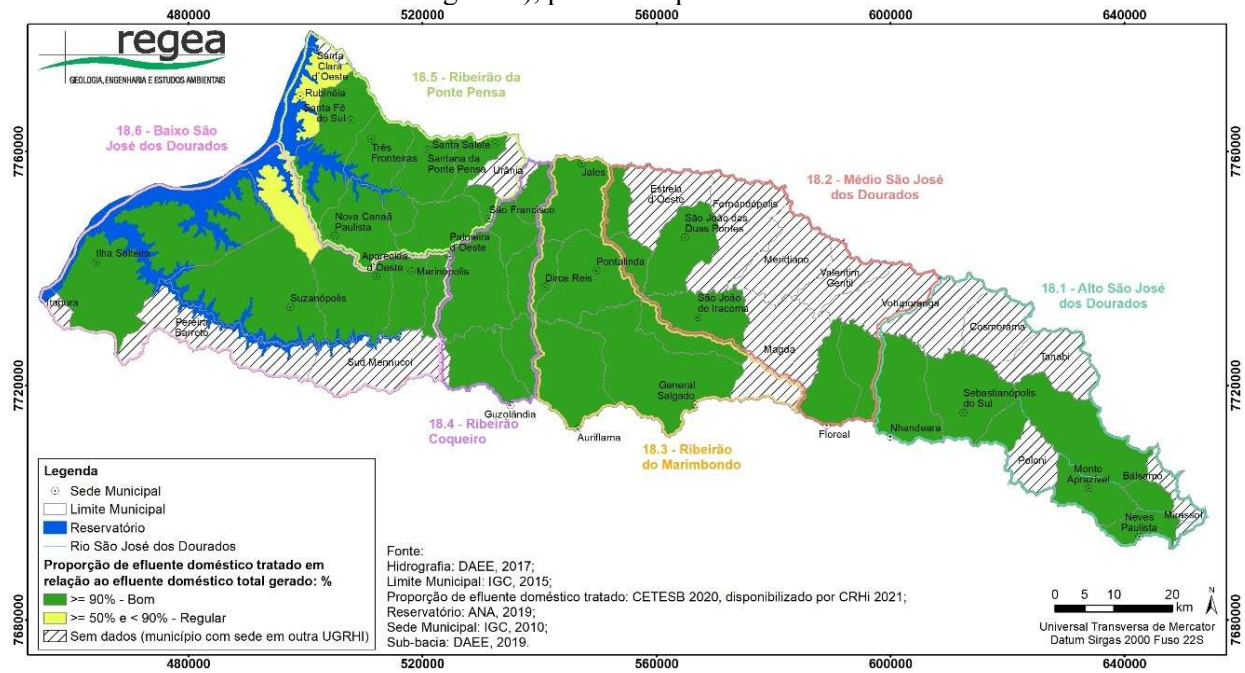 480000 520000 560000 600000 640000
regea
GEOLOGIA, ENGENHARIA E ESTUDOS AMBIENTAIS
Santa
Clara
d'Oeste
18.5 - Ribeirão da
Ponte Pensa
Rubinéia
Santa Fé
do Sul
18.6 - Baixo São
José dos Dourados
Três
Fronteiras
Santa Salete
Santana da
Ponte Pensa
Urânia
Jales
18.2 - Médio São José
dos Dourados
Estrela
d'Oeste
Fernandópolis
São João das
Duas Pontes
São Francisco
Nova Canaã
Paulista
Palmeira
d'Oeste
Aparecida
d'Oeste
Marinópolis
Pontalinda
Dirce Reis
Meridiano
Valentim
Gentil
Votuporanga
18.1 - Alto São José
dos Dourados
Ilha Solteira
Itapura
Suzanópolis
São João
de Iracema
Cosmorama
Pereira
Barreto
Sud Mennucci
Magda
Tanabi
General
Salgado
Sebastianópolis
do Sul
Guzolândia
18.4 - Ribeirão
Coqueiro
Auriflama
18.3 - Ribeirão
do Marimbondo
Floreal
Nhandeara
Poloni
Monte
Aprazível
Bálsamo
Neves
Paulista
Mirassol
7760000 7760000
7720000 7720000
7680000 7680000
Legenda
Sede Municipal
Limite Municipal
Reservatório
Rio São José dos Dourados
Proporção de efluente doméstico tratado em
relação ao efluente doméstico total gerado: %
>= 90% - Bom
>= 50% e < 90% - Regular
Sem dados (município com sede em outra UGRHI)
Fonte:
Hidrografia: DAEE, 2017;
Limite Municipal: IGC, 2015;
Proporção de efluente doméstico tratado: CETESB 2020, disponibilizado por CRHi 2021;
Reservatório: ANA, 2019;
Sede Municipal: IGC, 2010;
Sub-bacia: DAEE, 2019.
0 5 10 20
km
N
Universal Transversa de Mercator
Datum Sirgas 2000 Fuso 22S
480000 520000 560000 600000 640000